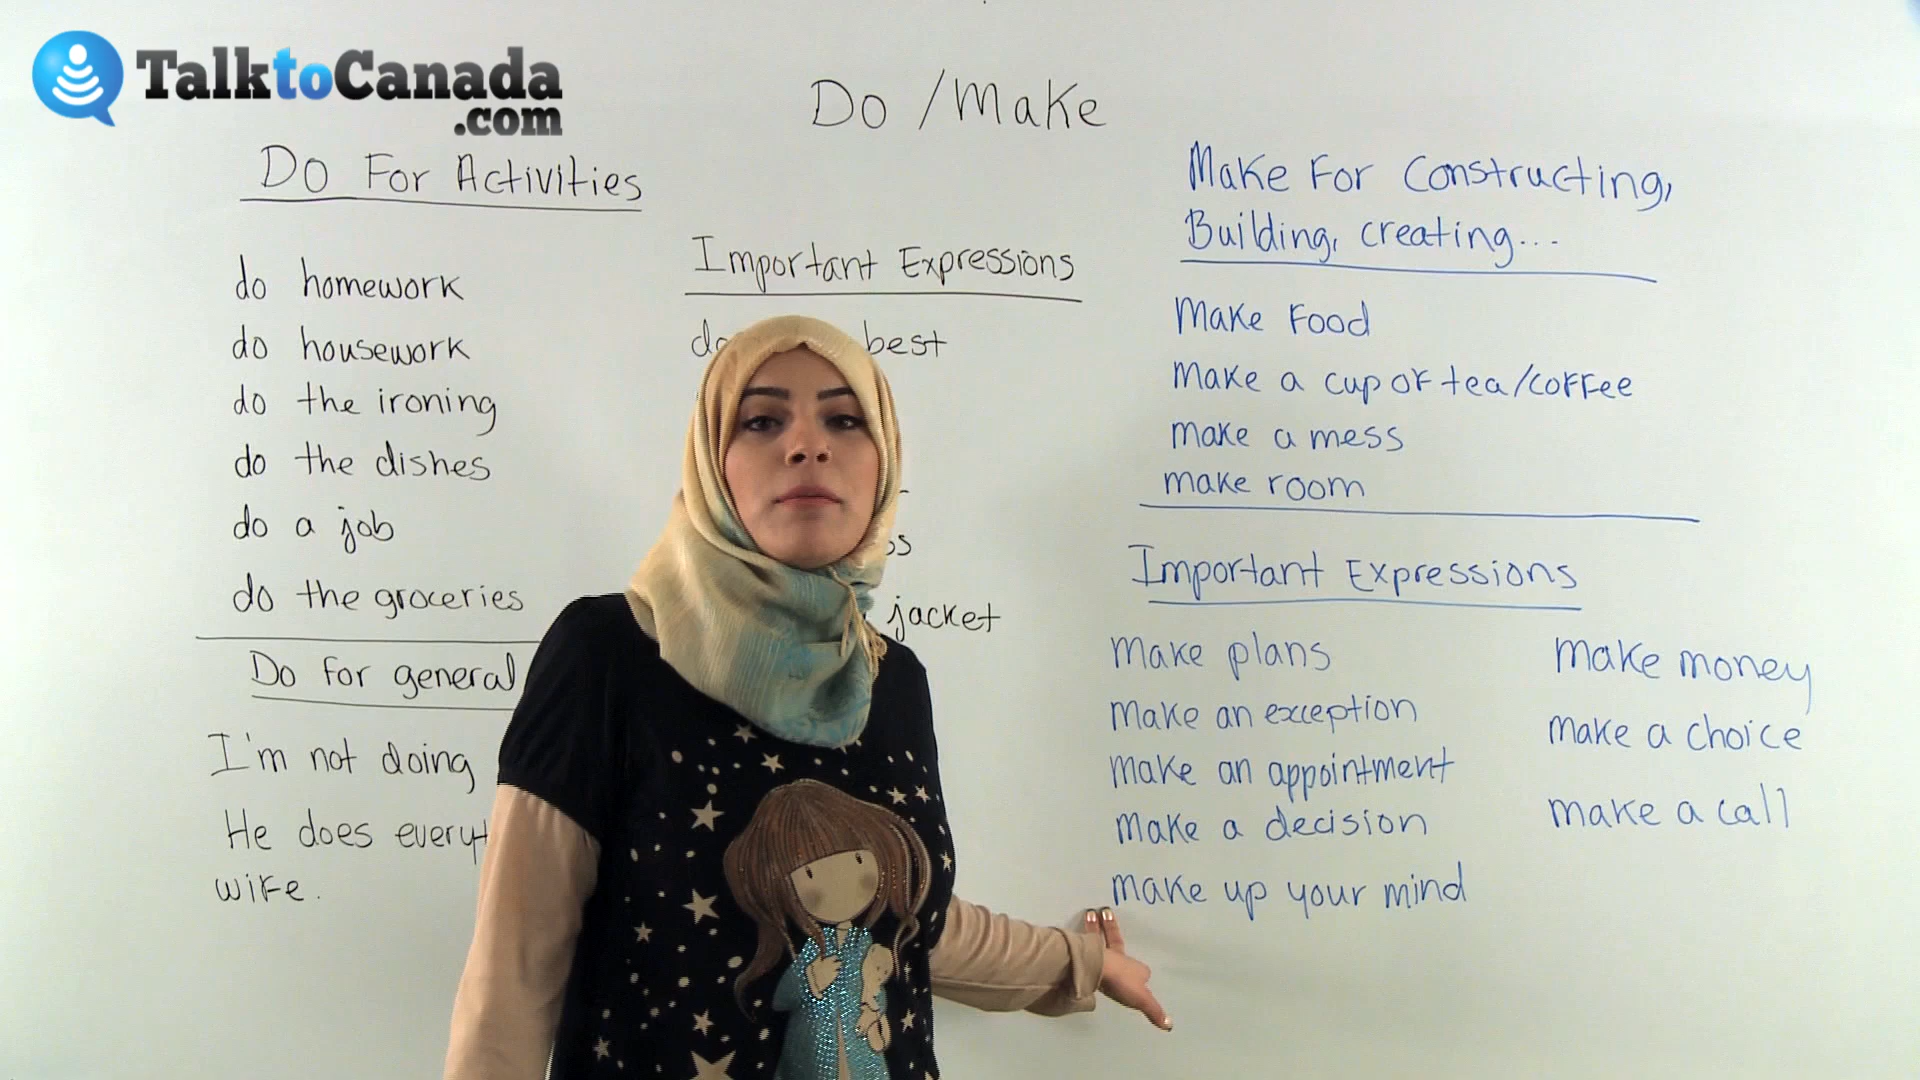 TalktoCanada
.com
Do / Make
Do For Activities
do homework
do housework
do the ironing
do the dishes
do a job
do the groceries
Do for general
I'm not doing
He does
wife.
Important Expressions
best
jacket
Make For Constructing,
Building, creating...
Make Food
Make a cup of tea/coffee
make a mess
make room
Important Expressions
make plans
make an exception
make an appointment
make a decision
make up your mind
make money
make a choice
make a call